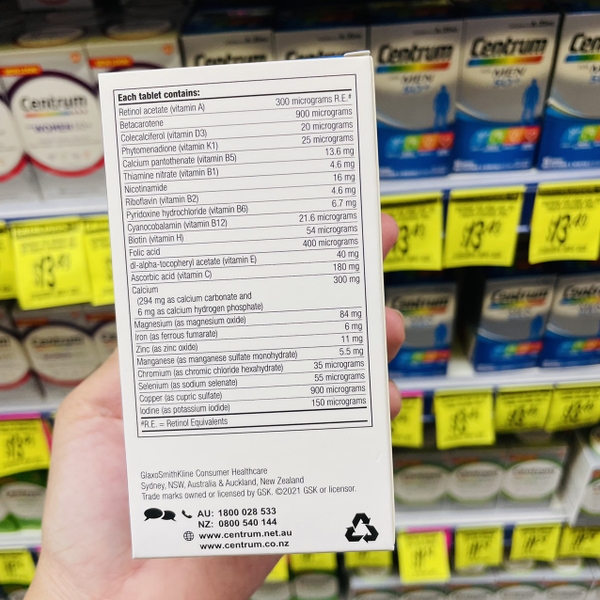 Each tablet contains:
Retinol acetate (vitamin A) 300 micrograms R.E.#
Betacarotene 900 micrograms
Colecalciferol (vitamin D3) 20 micrograms
Phytomenadione (vitamin K1) 25 micrograms
Calcium pantothenate (vitamin B5) 13.6 mg
Thiamine nitrate (vitamin B1) 4.6 mg
Nicotinamide 16 mg
Riboflavin (vitamin B2) 4.6 mg
Pyridoxine hydrochloride (vitamin B6) 6.7 mg
Cyanocobalamin (vitamin B12) 21.6 micrograms
Biotin (vitamin H) 54 micrograms
Folic acid 400 micrograms
dl-alpha-tocopheryl acetate (vitamin E) 40 mg
Ascorbic acid (vitamin C) 180 mg
Calcium 300 mg
(294 mg as calcium carbonate and
6 mg as calcium hydrogen phosphate)
Magnesium (as magnesium oxide) 84 mg
Iron (as ferrous fumarate) 6 mg
Zinc (as zinc oxide) 11 mg
Manganese (as manganese sulfate monohydrate) 5.5 mg
Chromium (as chromic chloride hexahydrate) 35 micrograms
Selenium (as sodium selenate) 55 micrograms
Copper (as cupric sulfate) 900 micrograms
Iodine (as potassium iodide) 150 micrograms
#R.E. = Retinol Equivalents
GlaxoSmithKline Consumer Healthcare
Sydney, NSW, Australia & Auckland, New Zealand
Trade marks owned or licensed by GSK. ©2021 GSK or licensor.
AU: 1800 028 533
NZ: 0800 540 144
www.centrum.net.au
www.centrum.co.nz
Centrum
Centrum
Centrum
MEN